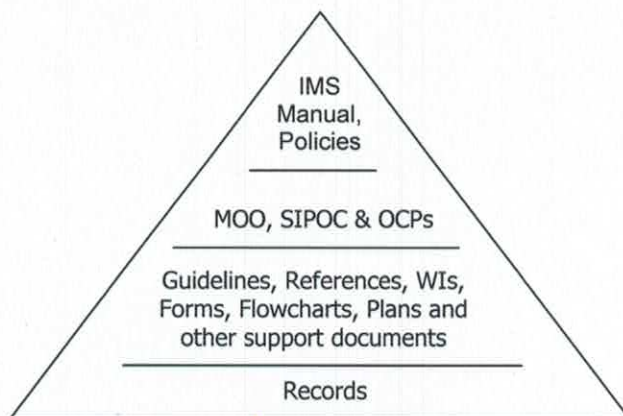 IMS
Manual,
Policies
MOO, SIPOC & OCPs
Guidelines, References, WIs,
Forms, Flowcharts, Plans and
other support documents
Records